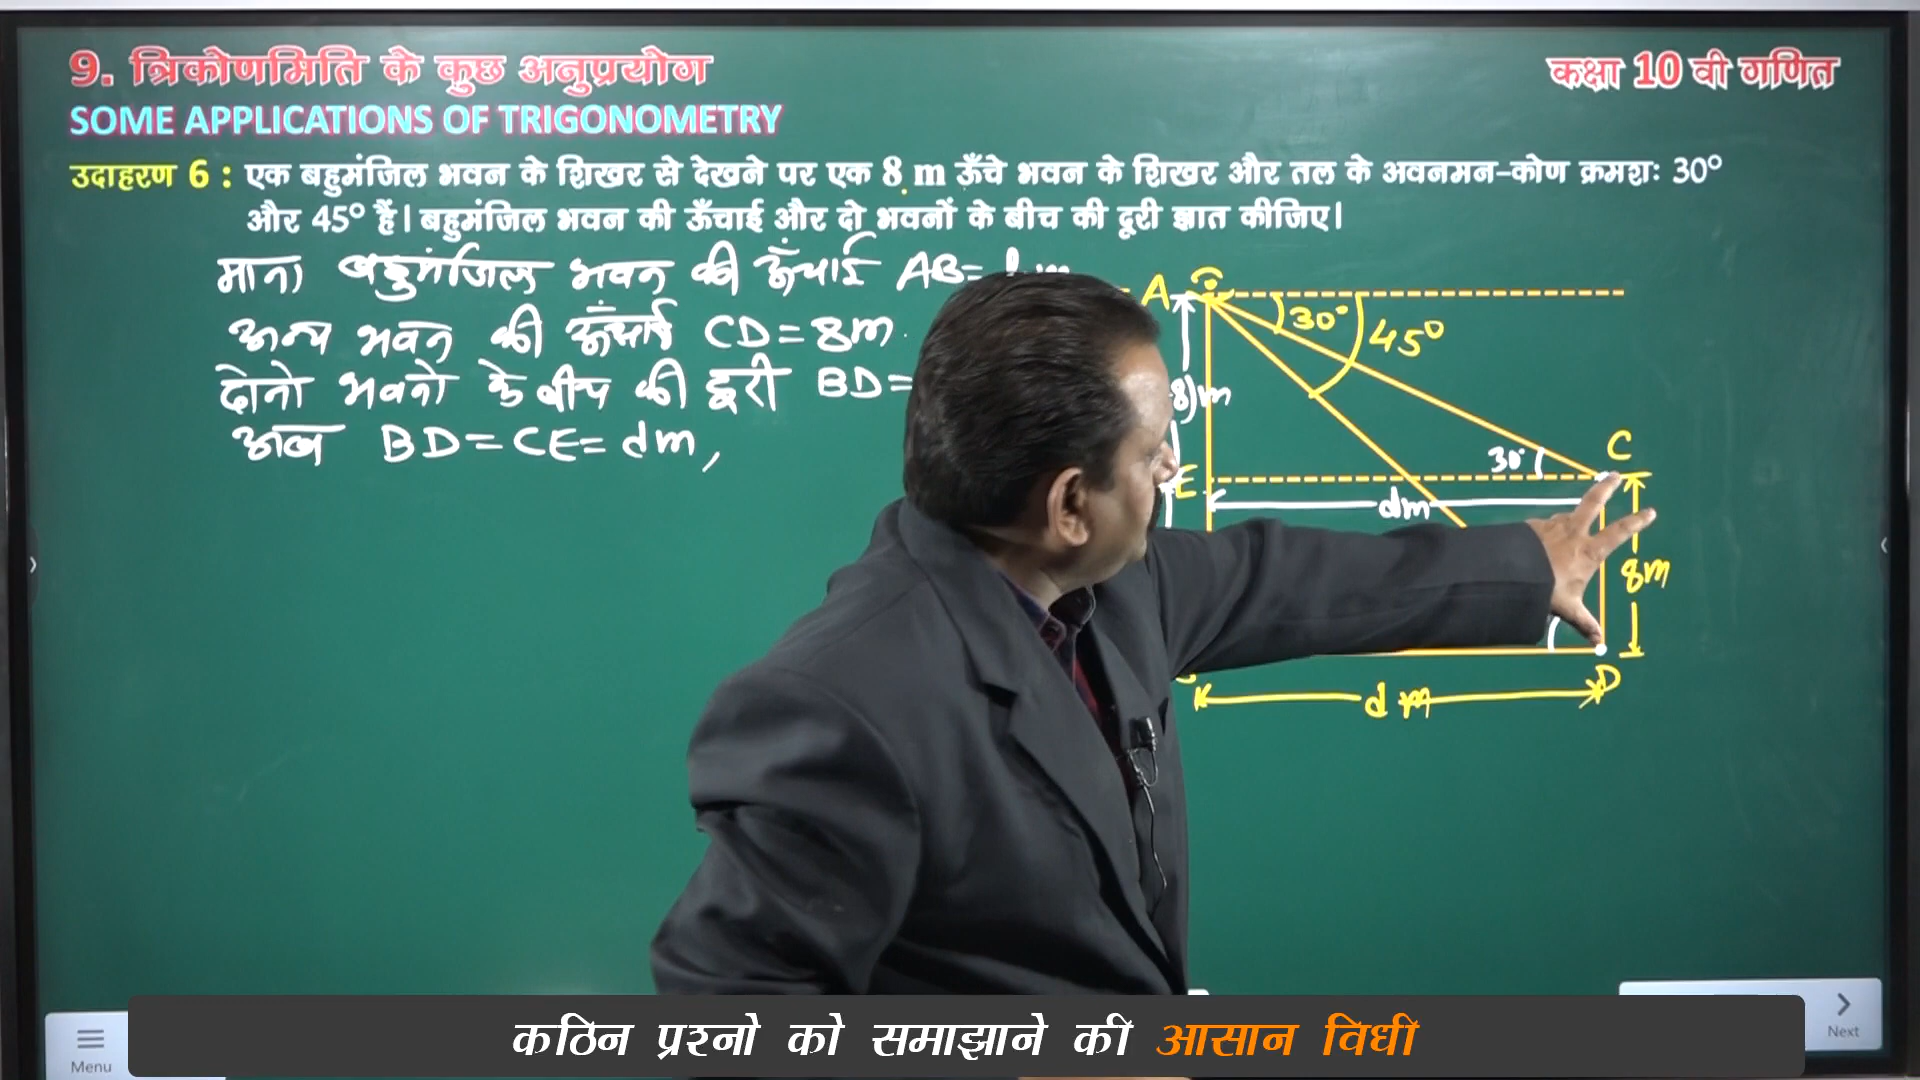 9. त्रिकोणमिति के कुछ अनुप्रयोग
कक्षा 10 वी गणित
SOME APPLICATIONS OF TRIGONOMETRY
उदाहरण 6 : एक बहुमंजिल भवन के शिखर से देखने पर एक 8 m ऊँचे भवन के शिखर और तल के अवनमन-कोण क्रमशः 30°
और 45° हैं। बहुमंजिल भवन की ऊँचाई और दो भवनों के बीच की दूरी ज्ञात कीजिए।
माना बहुमंजिल भवन की ऊँचाई AB=
अन्य भवन की ऊँचाई CD = 8m
दोनो भवनो के बीच की दूरी BD=
अब BD = CE = dm,
A
30°
45°
8)m
C
30°
E
dm
8m
D
d m
Menu
Next
कठिन प्रश्नो को समाझाने की आसान विधी